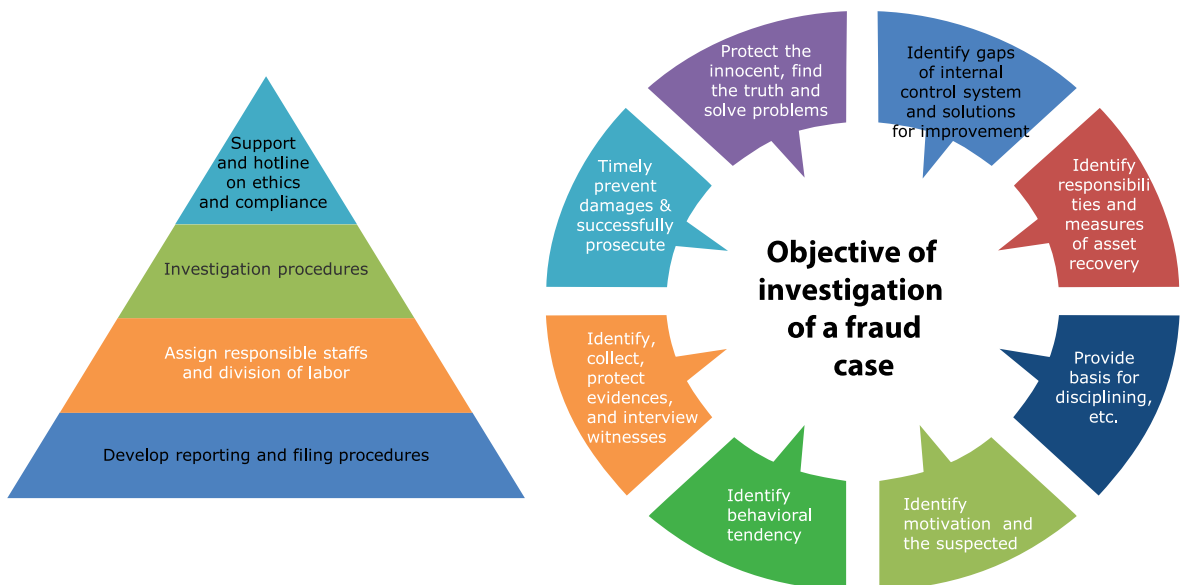 Support
and hotline
on ethics
and compliance
Investigation procedures
Assign responsible staffs
and division of labor
Develop reporting and filing procedures
Protect the
innocent, find
the truth and
solve problems
Identify gaps
of internal
control system
and solutions
for improvement
Identify
responsibili
ties and
measures
of asset
recovery
Provide
basis for
disciplining,
etc.
Identify
motivation and
the suspected
Identify
behavioral
tendency
Identify,
collect,
protect
evidences,
and interview
witnesses
Timely
prevent
damages &
successfully
prosecute
Objective of
investigation
of a fraud
case